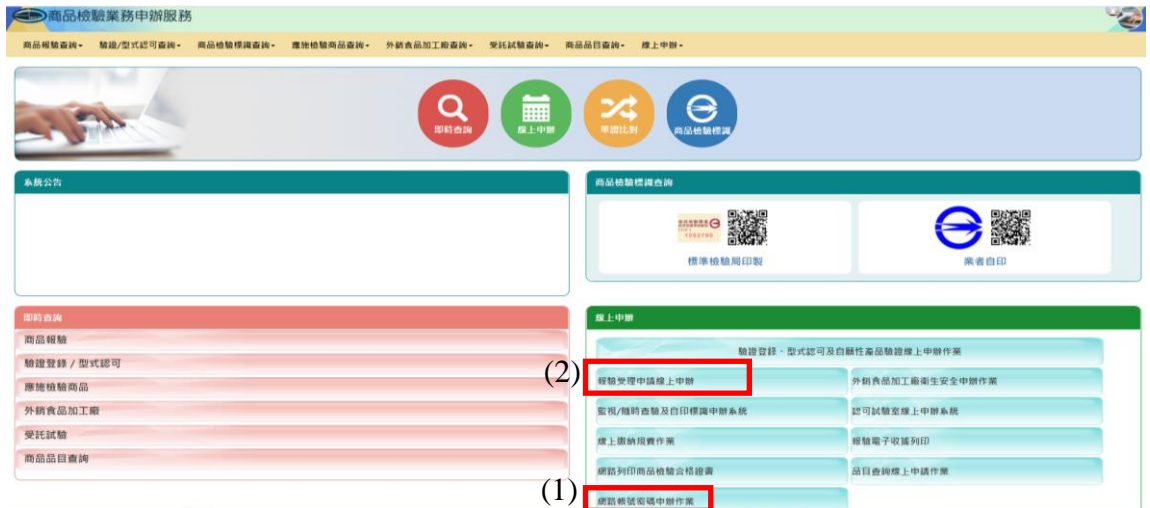 商品檢驗業務申辦服務
商品報驗查詢 驗證/型式認可查詢 商品檢驗標識查詢 應施檢驗商品查詢 外銷食品加工廠查詢 受託試驗查詢 商品品目查詢 線上申辦
即時查詢 線上申辦 單證比對 商品檢驗標識
系統公告
商品檢驗標識查詢
標準檢驗局印製 業者自印
即時查詢
商品報驗
驗證登錄 / 型式認可
應施檢驗商品
外銷食品加工廠
受託試驗
商品品目查詢
線上申辦
驗證登錄、型式認可及自願性產品驗證線上申辦作業
(2) 報驗受理申請線上申辦 外銷食品加工廠衛生安全申辦作業
監視/隨時查驗及自印標識申辦系統 認可試驗室線上申辦系統
線上繳納規費作業 報驗電子收據列印
網路列印商品檢驗合格證書 品目查詢線上申請作業
(1) 網路帳號密碼申辦作業